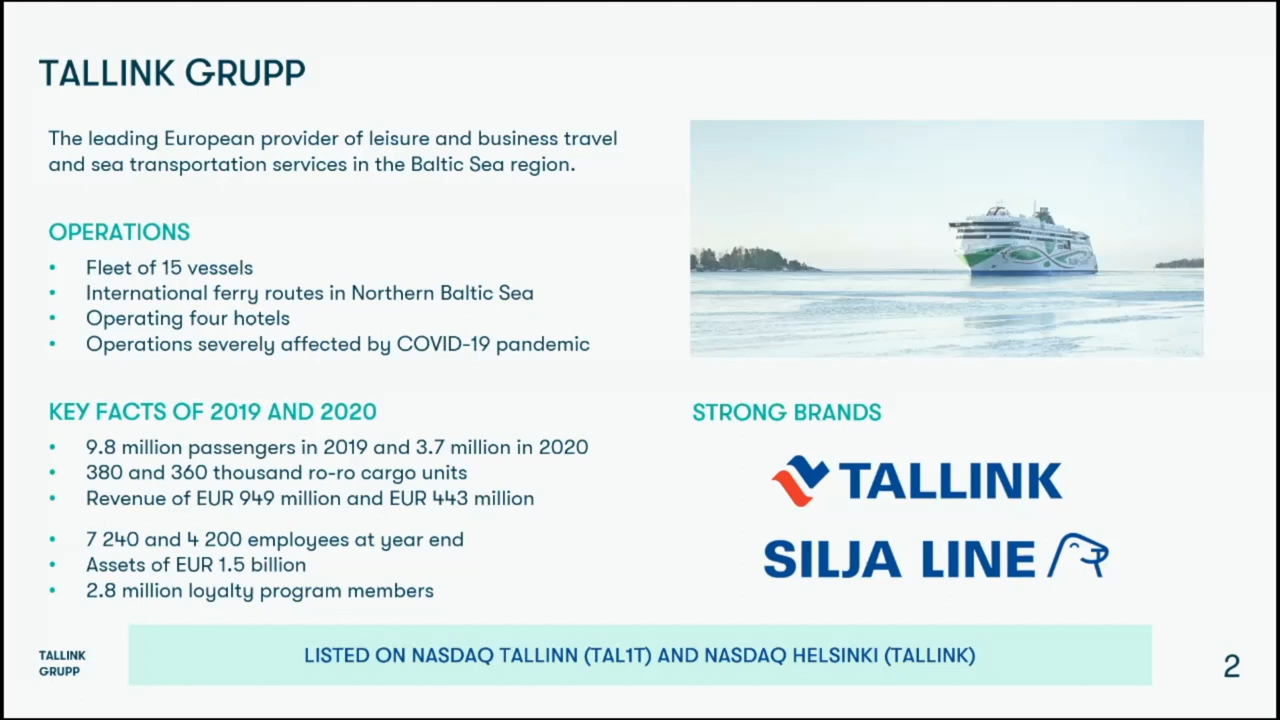 TALLINK GRUPP
The leading European provider of leisure and business travel
and sea transportation services in the Baltic Sea region.
OPERATIONS
• Fleet of 15 vessels
• International ferry routes in Northern Baltic Sea
• Operating four hotels
• Operations severely affected by COVID-19 pandemic
KEY FACTS OF 2019 AND 2020
• 9.8 million passengers in 2019 and 3.7 million in 2020
• 380 and 360 thousand ro-ro cargo units
• Revenue of EUR 949 million and EUR 443 million
• 7 240 and 4 200 employees at year end
• Assets of EUR 1.5 billion
• 2.8 million loyalty program members
STRONG BRANDS
TALLINK
SILJA LINE
LISTED ON NASDAQ TALLINN (TAL1T) AND NASDAQ HELSINKI (TALLINK)
TALLINK
GRUPP
2